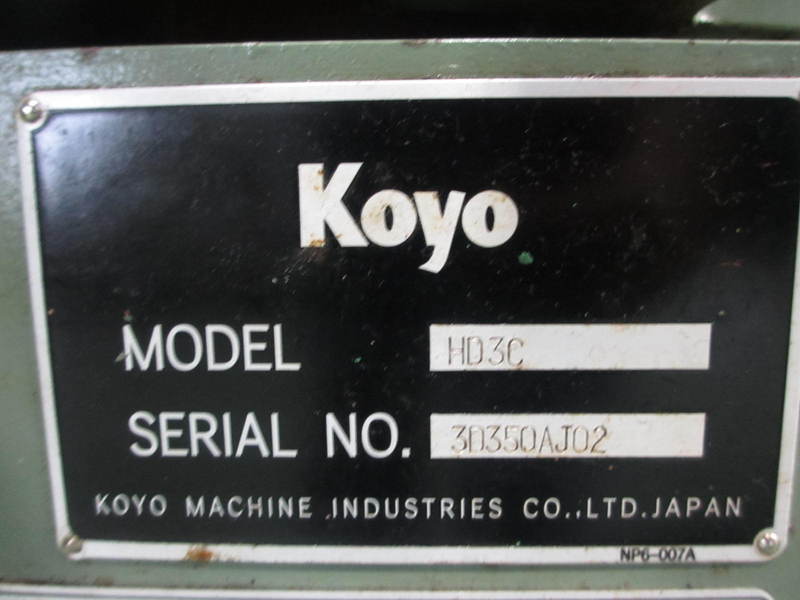 Koyo
MODEL HD3C
SERIAL NO. 3D350AJ02
KOYO MACHINE INDUSTRIES CO.,LTD.JAPAN
NP6-007A